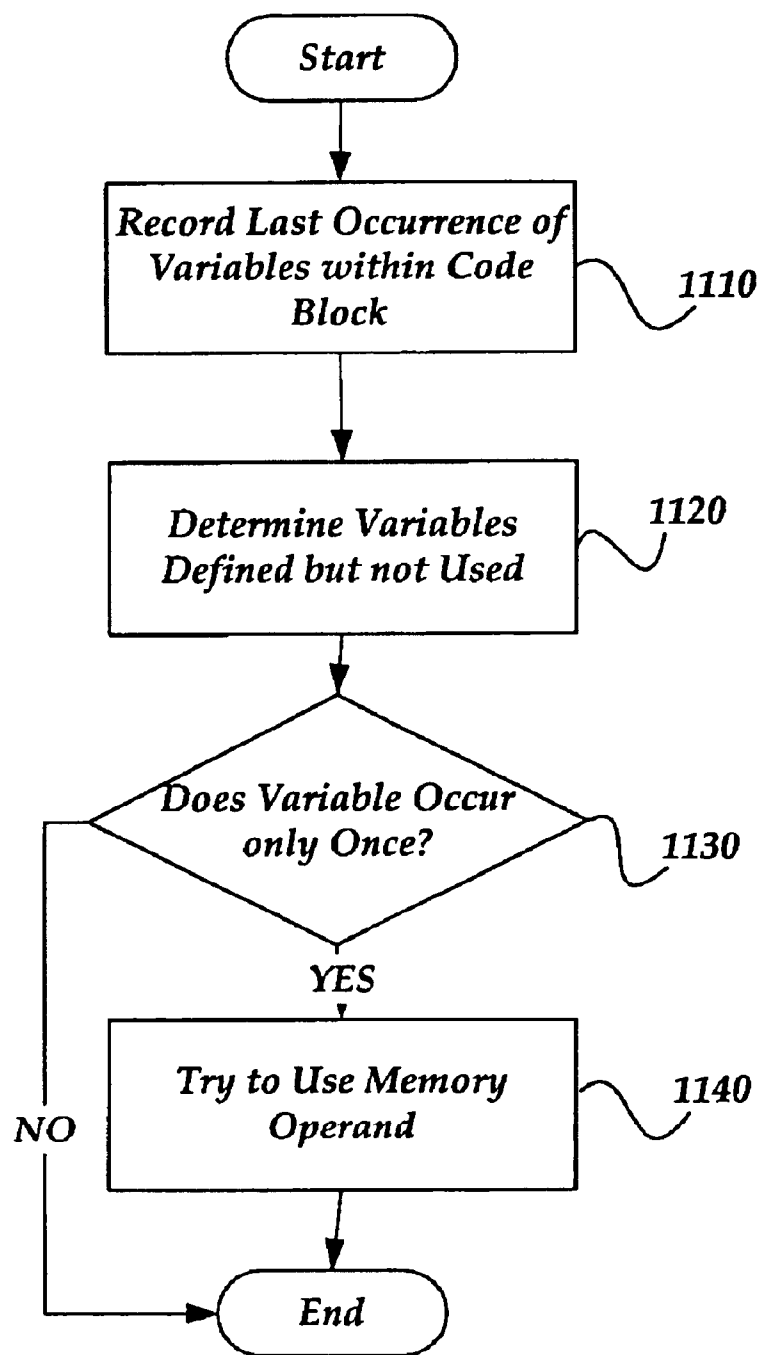 Start
Record Last Occurrence of
Variables within Code
Block
1110
Determine Variables
Defined but not Used
1120
Does Variable Occur
only Once?
1130
YES
Try to Use Memory
Operand
1140
NO
End